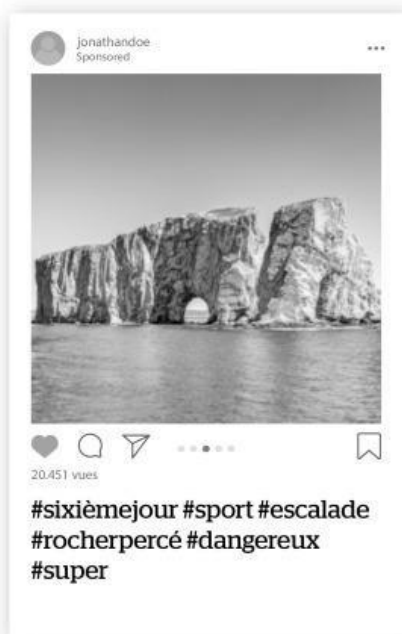 jonathandoe
Sponsored
20.451 vues
#sixièmejour #sport #escalade
#rocherpercé #dangereux
#super